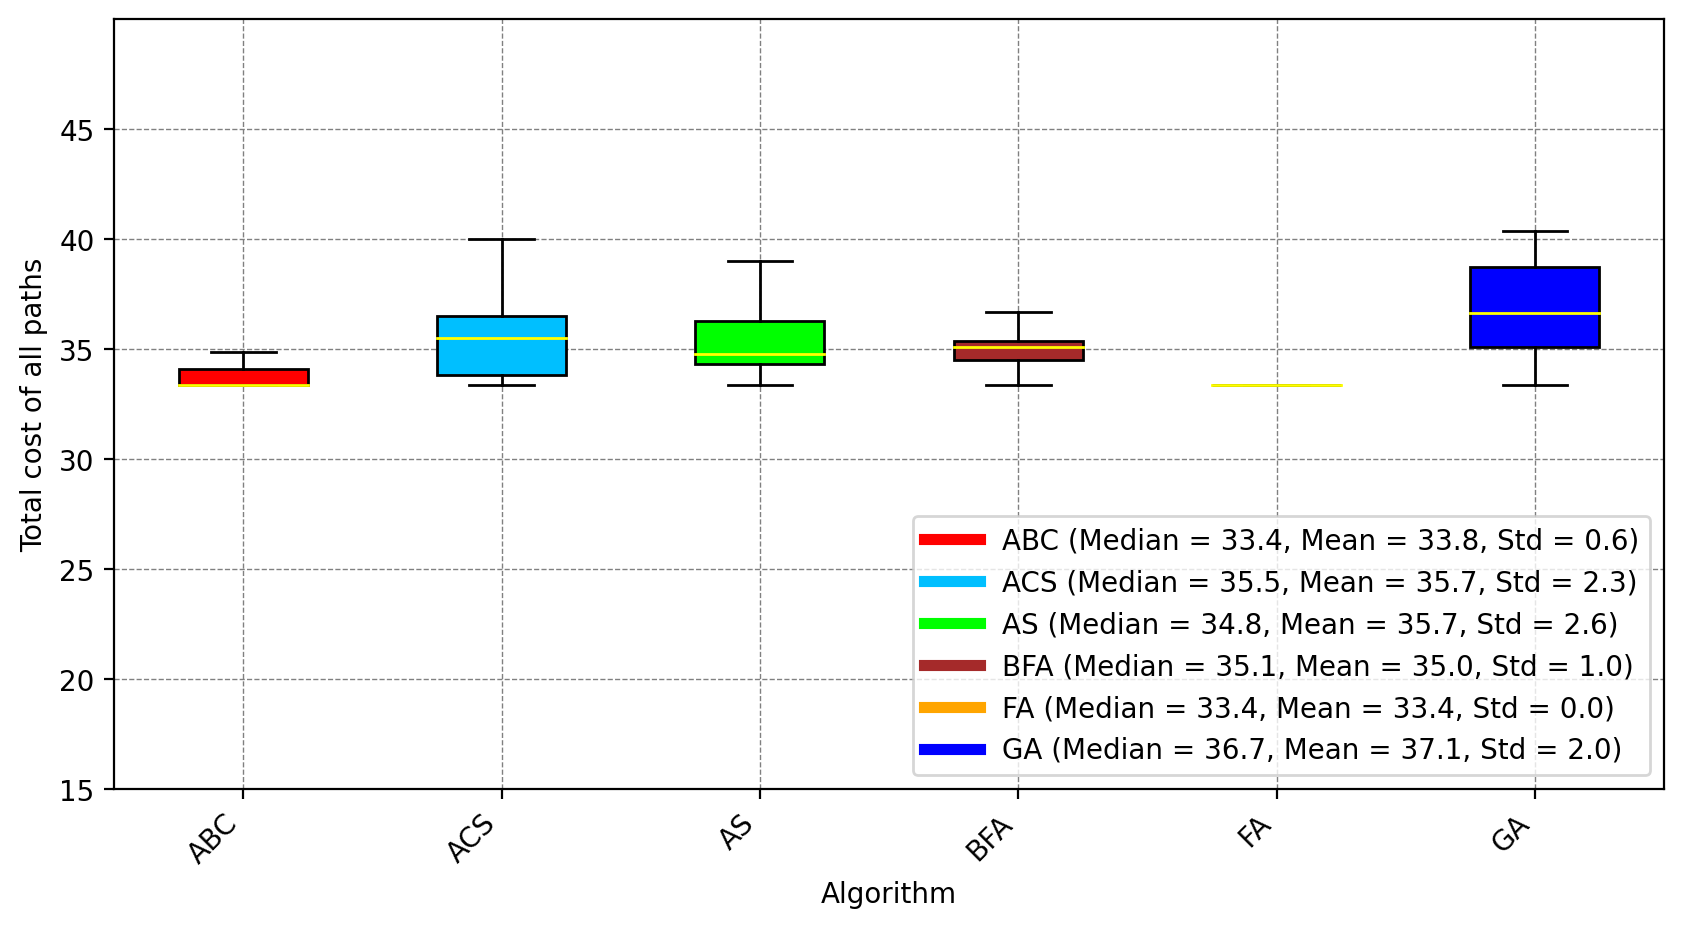 Total cost of all paths
45
40
35
30
25
20
15
ABC (Median = 33.4, Mean = 33.8, Std = 0.6)
ACS (Median = 35.5, Mean = 35.7, Std = 2.3)
AS (Median = 34.8, Mean = 35.7, Std = 2.6)
BFA (Median = 35.1, Mean = 35.0, Std = 1.0)
FA (Median = 33.4, Mean = 33.4, Std = 0.0)
GA (Median = 36.7, Mean = 37.1, Std = 2.0)
ABC
ACS
AS
BFA
FA
GA
Algorithm